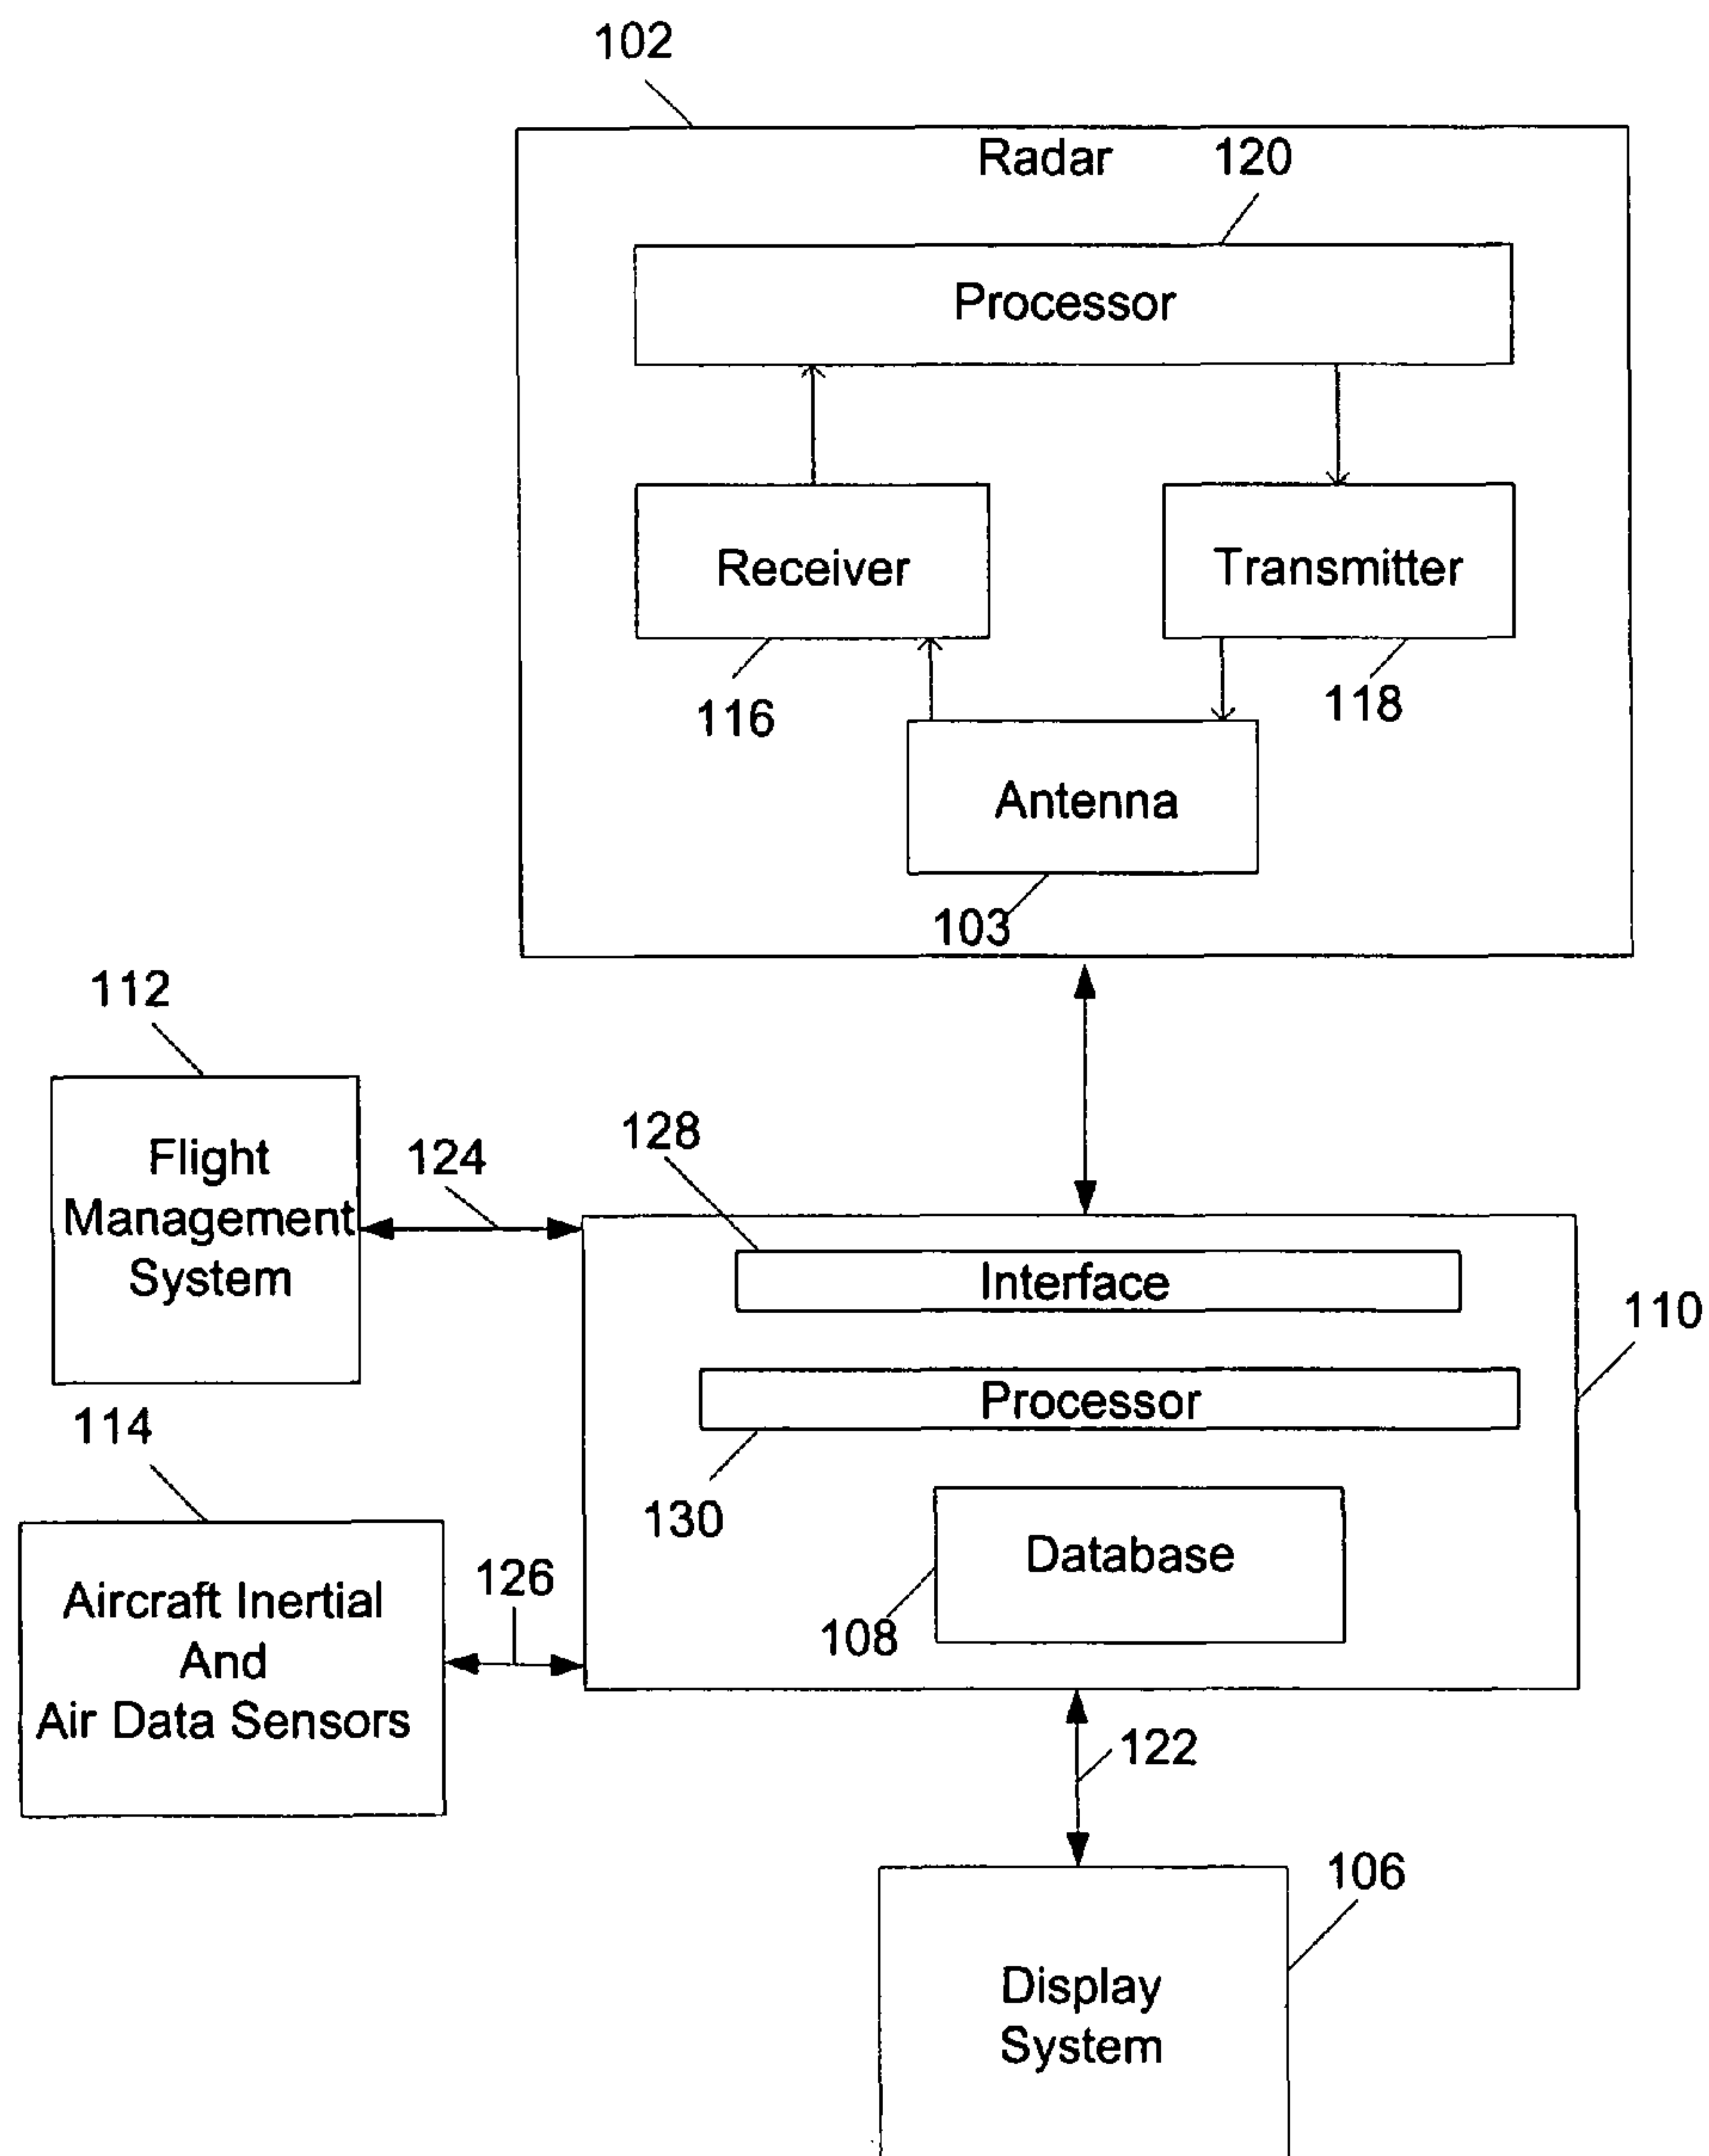 102
Radar
120
Processor
Receiver
Transmitter
116
118
Antenna
103
112
Flight
Management
System
124
128
Interface
110
Processor
130
114
Aircraft Inertial
And
Air Data Sensors
126
Database
108
122
106
Display
System